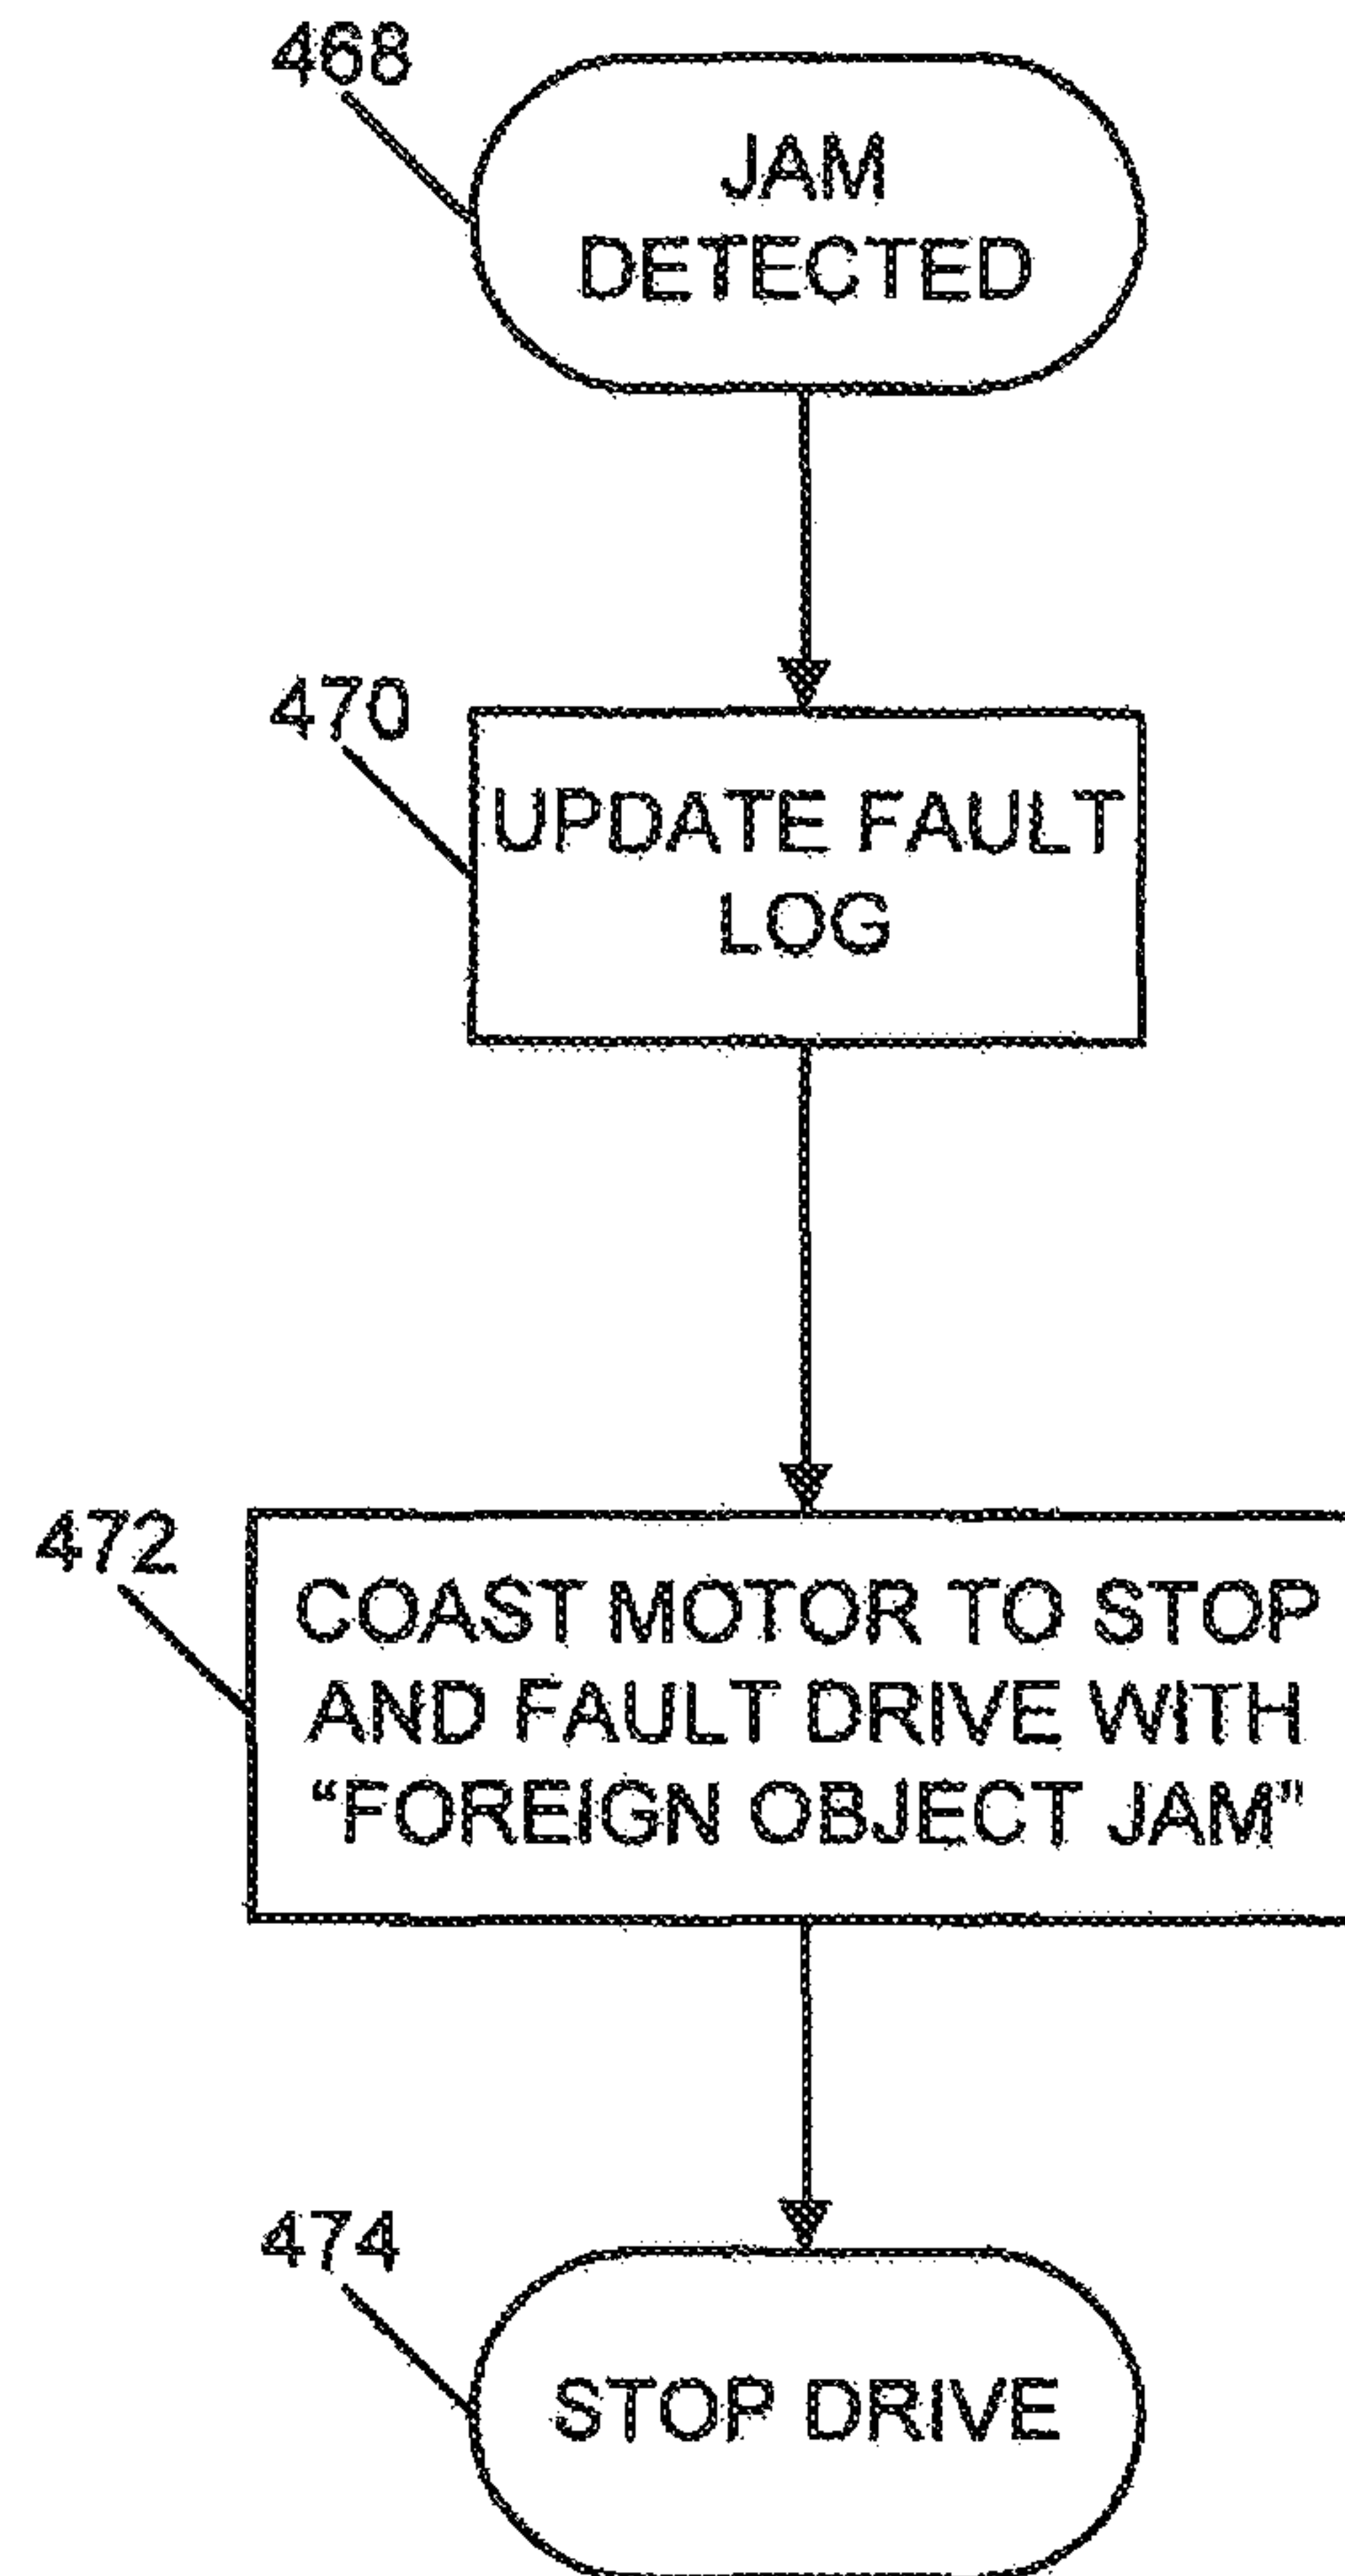 468
JAM
DETECTED
470
UPDATE FAULT
LOG
472
COAST MOTOR TO STOP
AND FAULT DRIVE WITH
“FOREIGN OBJECT JAM”
474
STOP DRIVE